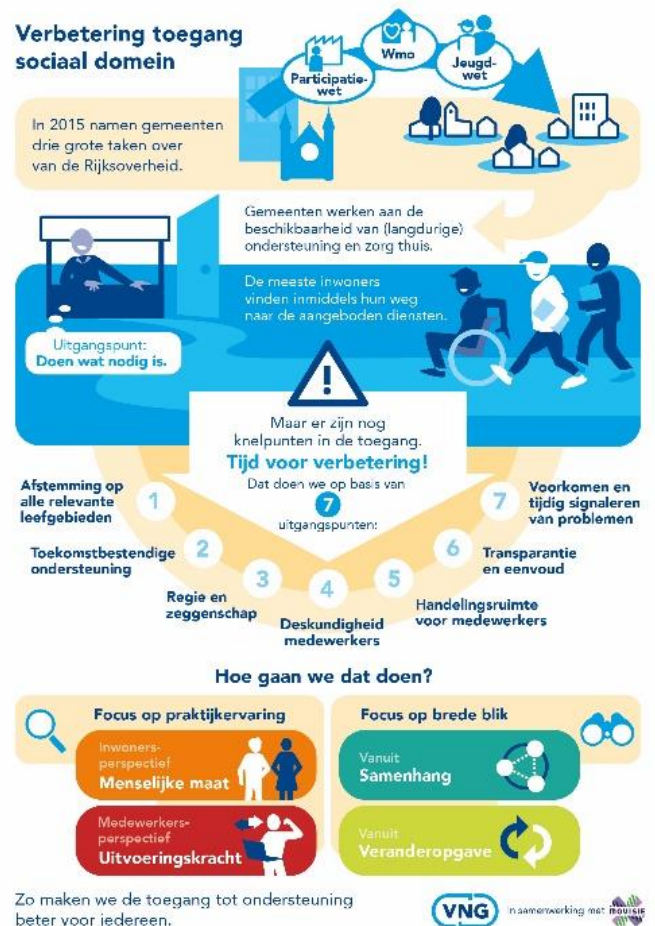 Verbetering toegang
sociaal domein
Participatie-
wet
Wmo
Jeugd-
wet
In 2015 namen gemeenten
drie grote taken over
van de Rijksoverheid.
Gemeenten werken aan de
beschikbaarheid van (langdurige)
ondersteuning en zorg thuis.
De meeste inwoners
vinden inmiddels hun weg
naar de aangeboden diensten.
Uitgangspunt:
Doen wat nodig is.
!
Maar er zijn nog
knelpunten in de toegang.
Tijd voor verbetering!
Dat doen we op basis van
7
uitgangspunten:
1
Afstemming op
alle relevante
leefgebieden
2
Toekomstbestendige
ondersteuning
3
Regie en
zeggenschap
4
Deskundigheid
medewerkers
5
Handelingsruimte
voor medewerkers
6
Transparantie
en eenvoud
7
Voorkomen en
tijdig signaleren
van problemen
Hoe gaan we dat doen?
Focus op praktijkervaring
Inwoners-
perspectief
Menselijke maat
Medewerkers-
perspectief
Uitvoeringskracht
Focus op brede blik
Vanuit
Samenhang
Vanuit
Veranderopgave
Zo maken we de toegang tot ondersteuning
beter voor iedereen.
VNG
In samenwerking met
movisie